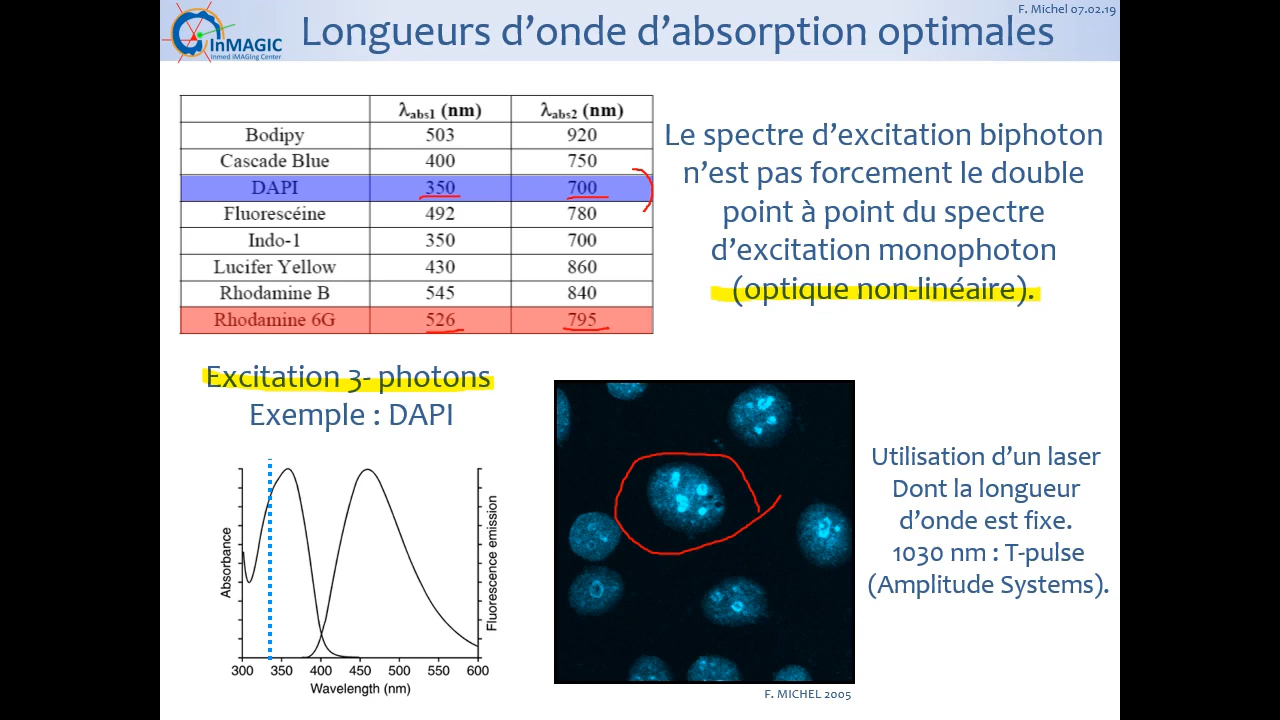 F. Michel 07.02.19
InMAGIC
Inmed iMAGIng Center
Longueurs d'onde d'absorption optimales
λabs1 (nm) λabs2 (nm)
Bodipy 503 920
Cascade Blue 400 750
DAPI 350 700
Fluorescéine 492 780
Indo-1 350 700
Lucifer Yellow 430 860
Rhodamine B 545 840
Rhodamine 6G 526 795
Le spectre d'excitation biphoton
n'est pas forcement le double
point à point du spectre
d'excitation monophoton
(optique non-linéaire).
Excitation 3- photons
Exemple : DAPI
Absorbance
Fluorescence emission
300 350 400 450 500 550 600
Wavelength (nm)
F. MICHEL 2005
Utilisation d'un laser
Dont la longueur
d'onde est fixe.
1030 nm : T-pulse
(Amplitude Systems).